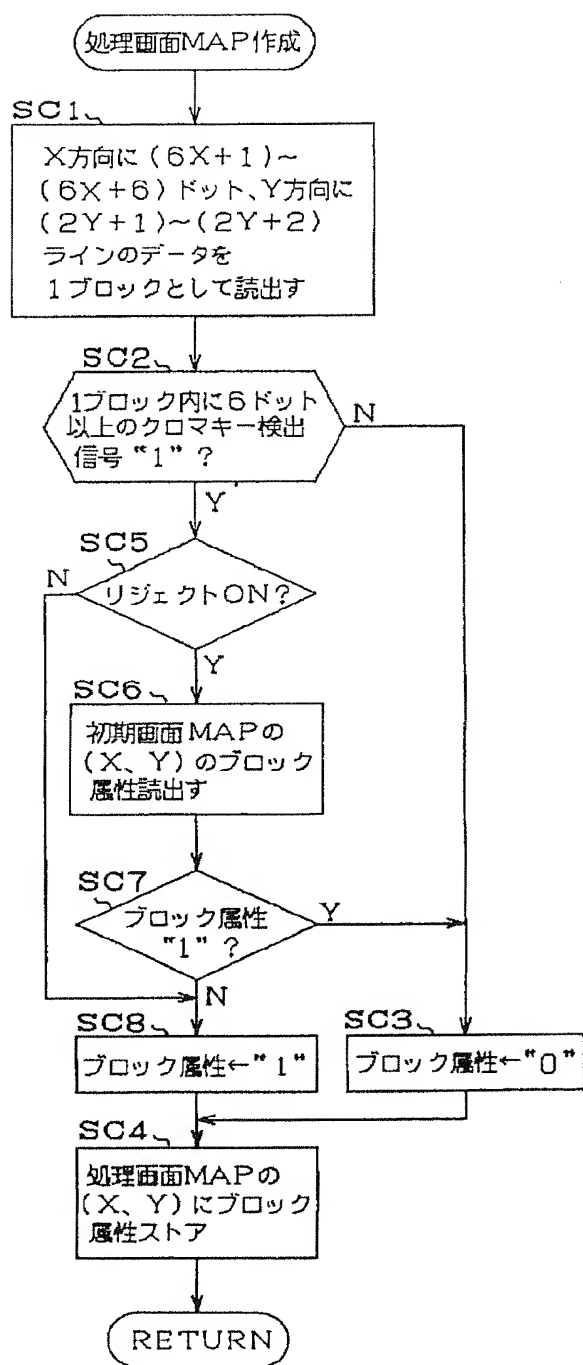 処理画面MAP作成
SC1
X方向に(6X+1)~
(6X+6)ドット、Y方向に
(2Y+1)~(2Y+2)
ラインのデータを
1ブロックとして読出す
SC2
1ブロック内に6ドット
以上のクロマキー検出
信号"1"?
N
Y
SC5
N
リジェクトON?
Y
SC6
初期画面MAPの
(X、Y)のブロック
属性読出す
SC7
ブロック属性
"1"?
Y
N
SC8
ブロック属性←"1"
SC3
ブロック属性←"0"
SC4
処理画面MAPの
(X、Y)にブロック
属性ストア
RETURN